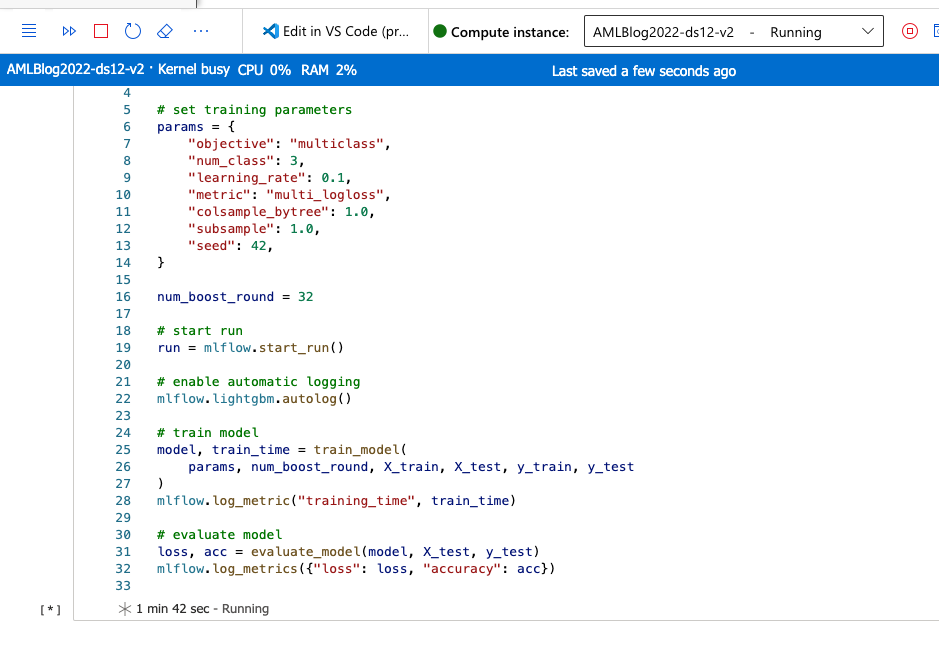 Edit in VS Code (pr... Compute instance: AMLBlog2022-ds12-v2 - Running
AMLBlog2022-ds12-v2 · Kernel busy CPU 0% RAM 2% Last saved a few seconds ago
4
5 # set training parameters
6 params = {
7     "objective": "multiclass",
8     "num_class": 3,
9     "learning_rate": 0.1,
10     "metric": "multi_logloss",
11     "colsample_bytree": 1.0,
12     "subsample": 1.0,
13     "seed": 42,
14 }
15
16 num_boost_round = 32
17
18 # start run
19 run = mlflow.start_run()
20
21 # enable automatic logging
22 mlflow.lightgbm.autolog()
23
24 # train model
25 model, train_time = train_model(
26     params, num_boost_round, X_train, X_test, y_train, y_test
27 )
28 mlflow.log_metric("training_time", train_time)
29
30 # evaluate model
31 loss, acc = evaluate_model(model, X_test, y_test)
32 mlflow.log_metrics({"loss": loss, "accuracy": acc})
33
[*] 1 min 42 sec - Running